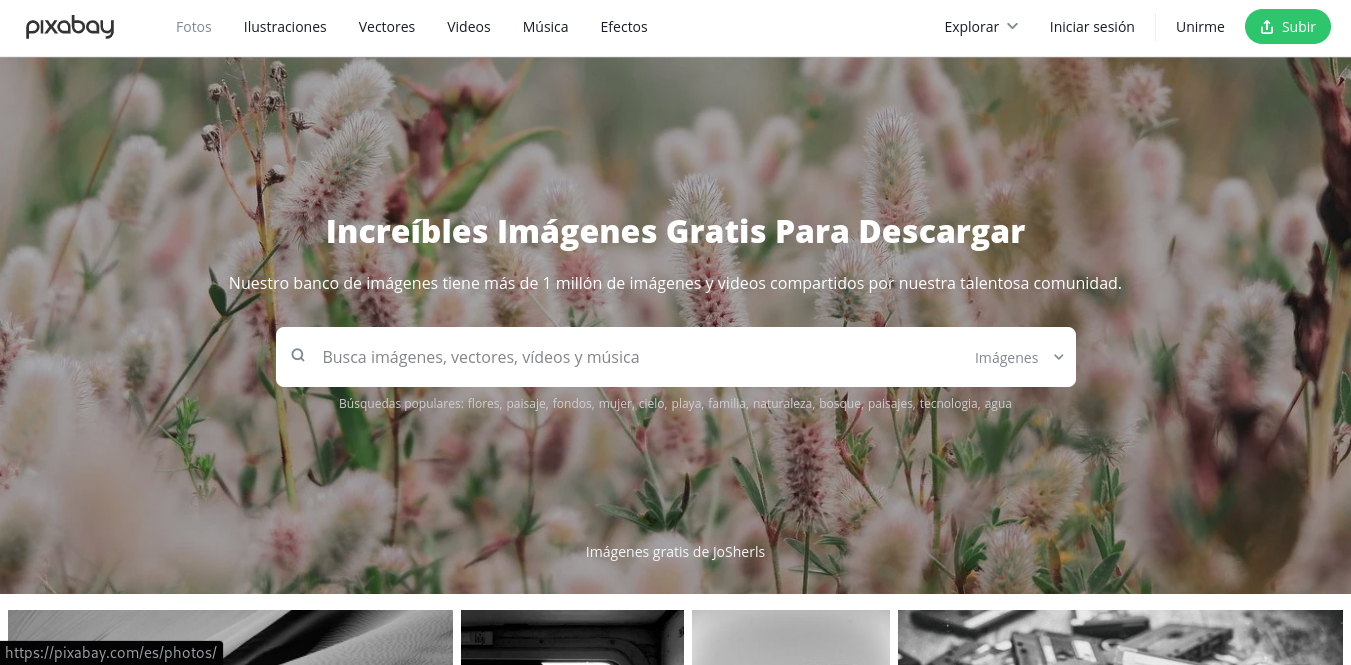 pixabay Fotos Ilustraciones Vectores Videos Música Efectos Explorar Iniciar sesión Unirme Subir
Increíbles Imágenes Gratis Para Descargar
Nuestro banco de imágenes tiene más de 1 millón de imágenes y videos compartidos por nuestra talentosa comunidad.
Busca imágenes, vectores, vídeos y música Imágenes
Búsquedas populares: flores, paisaje, fondos, mujer, cielo, playa, familia, naturaleza, bosque, paisajes, tecnologia, agua
Imágenes gratis de JoSherls
https://pixabay.com/es/photos/